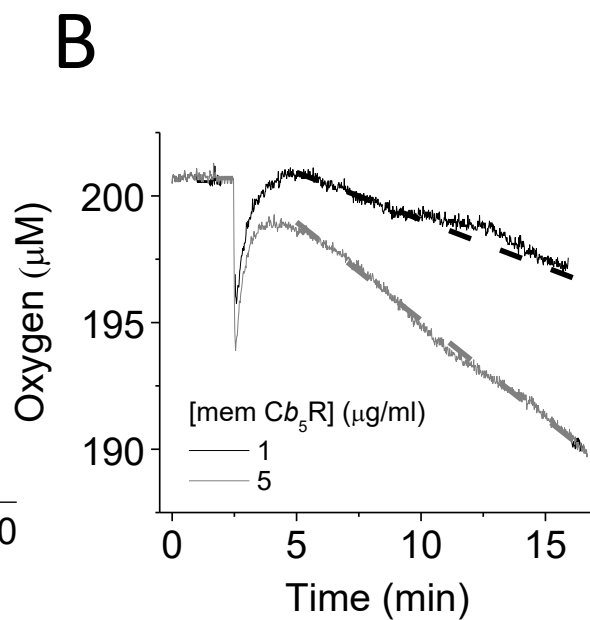 B
Oxygen (μM)
200
195
190
[mem Cb₅R] (μg/ml)
1
5
0
0 5 10 15
Time (min)